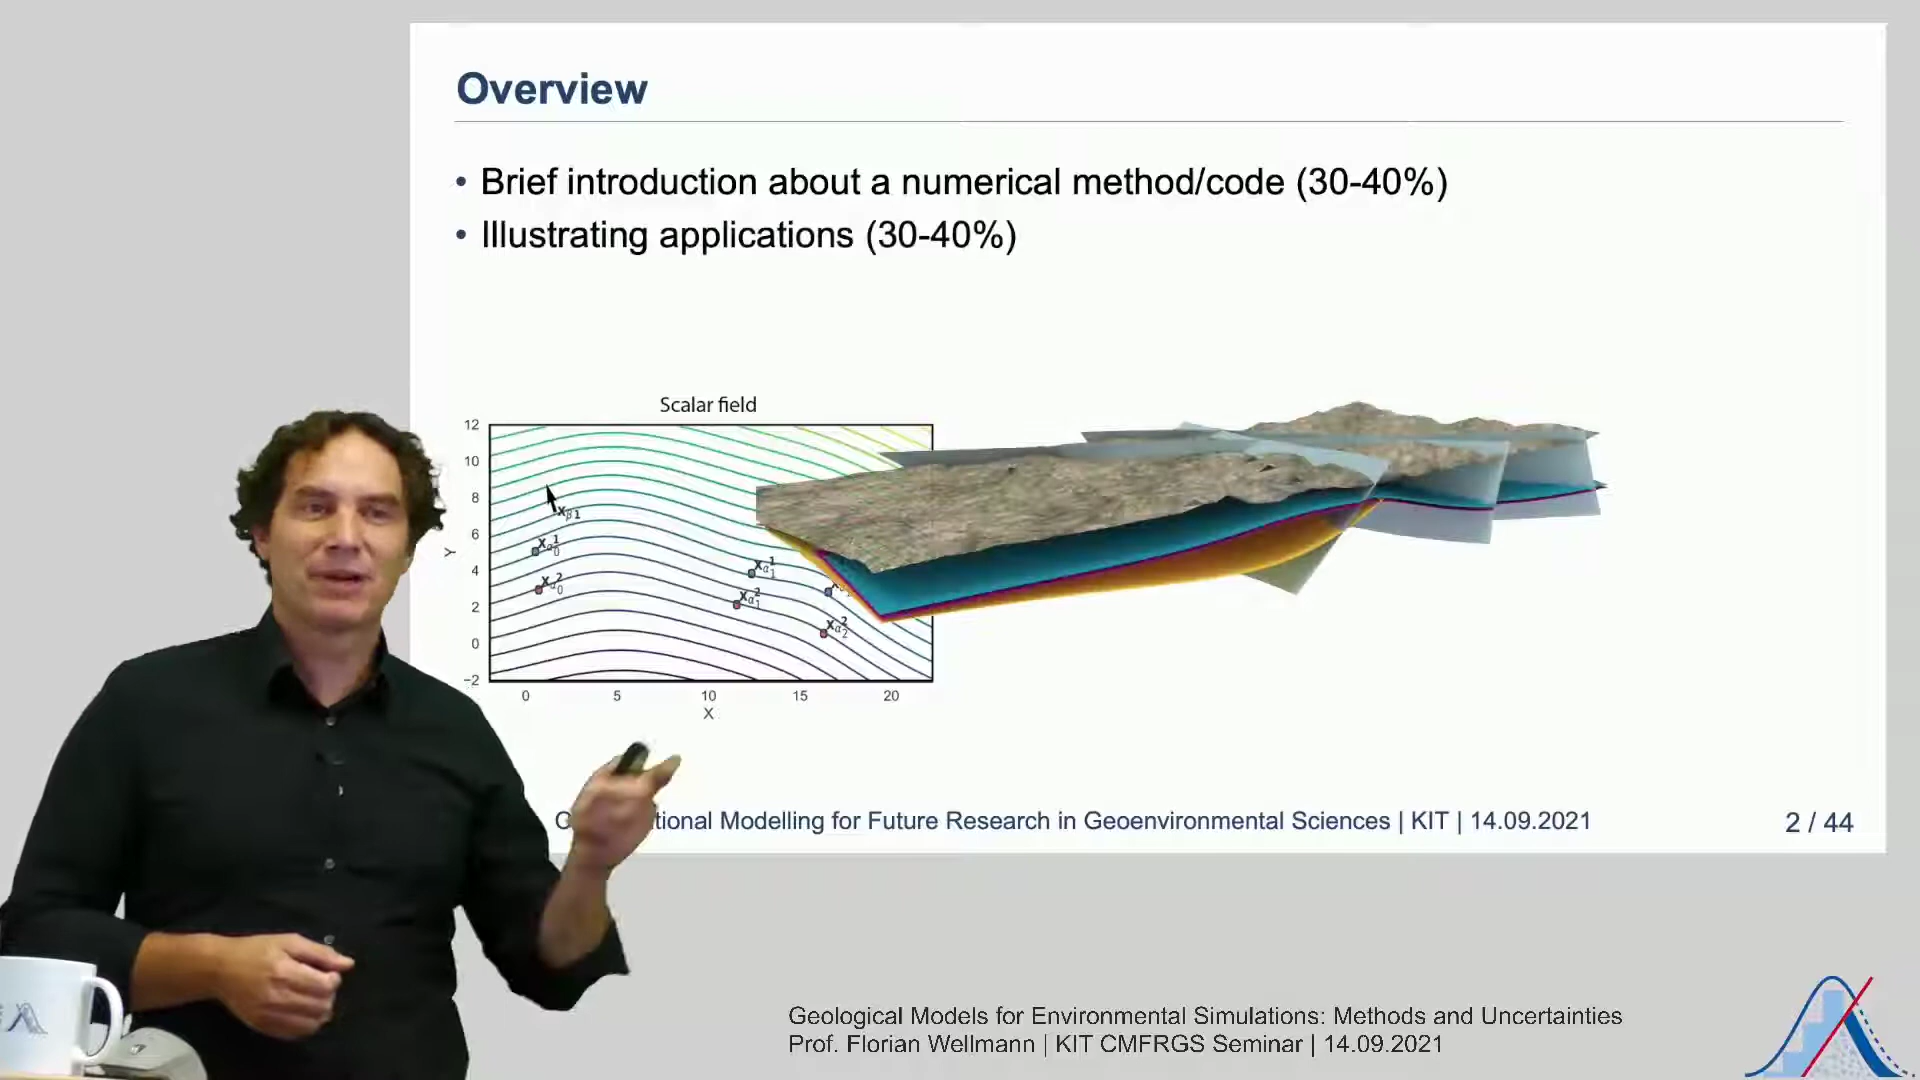 Overview
• Brief introduction about a numerical method/code (30-40%)
• Illustrating applications (30-40%)
Scalar field
12
10
8
6
4
2
0
−2
Y
0 5 10 15 20
X
tional Modelling for Future Research in Geoenvironmental Sciences | KIT | 14.09.2021
2 / 44
Geological Models for Environmental Simulations: Methods and Uncertainties
Prof. Florian Wellmann | KIT CMFRGS Seminar | 14.09.2021